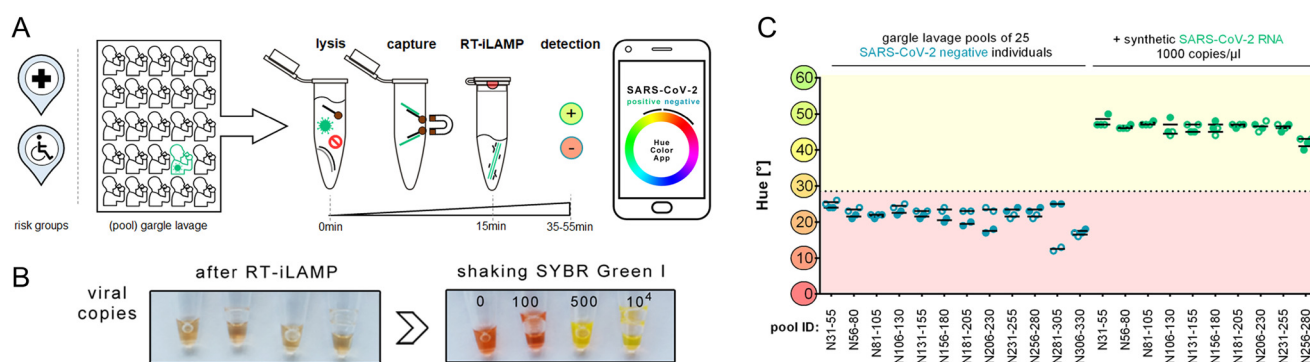 A
lysis
capture
RT-iLAMP
detection
SARS-CoV-2
positive negative
Hue
Color
App
+
-
risk groups
(pool) gargle lavage
0min
15min
35-55min
B
after RT-iLAMP
shaking SYBR Green I
viral
copies
0
100
500
10⁴
C
gargle lavage pools of 25
SARS-CoV-2 negative individuals
+ synthetic SARS-CoV-2 RNA
1000 copies/µl
Hue [°]
60
50
40
30
20
10
0
pool ID:
N31-55
N56-80
N81-105
N106-130
N131-155
N156-180
N181-205
N206-230
N231-255
N256-280
N281-305
N306-330
N31-55
N56-80
N81-105
N106-130
N131-155
N156-180
N181-205
N206-230
N231-255
N256-280